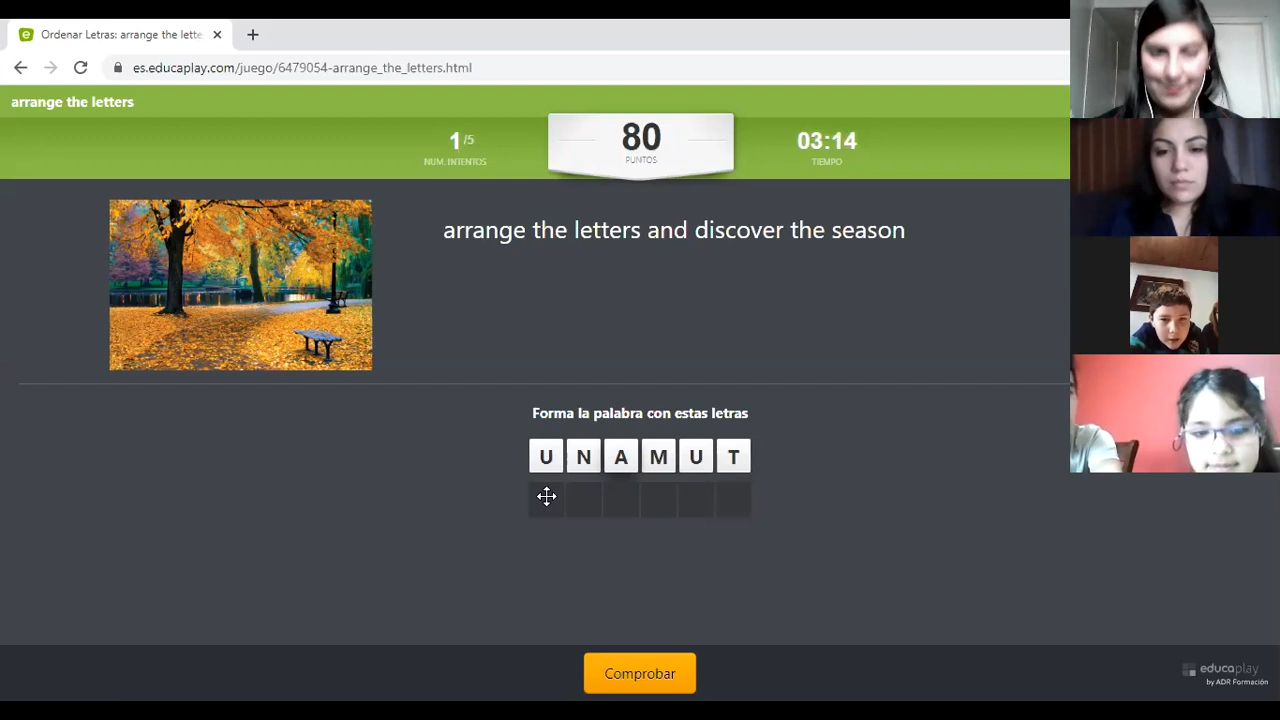 Ordenar Letras: arrange the lette
es.educaplay.com/juego/6479054-arrange_the_letters.html
arrange the letters
1/5
NUM. INTENTOS
80
PUNTOS
03:14
TIEMPO
arrange the letters and discover the season
Forma la palabra con estas letras
U N A M U T
Comprobar
educaplay
by ADR Formación